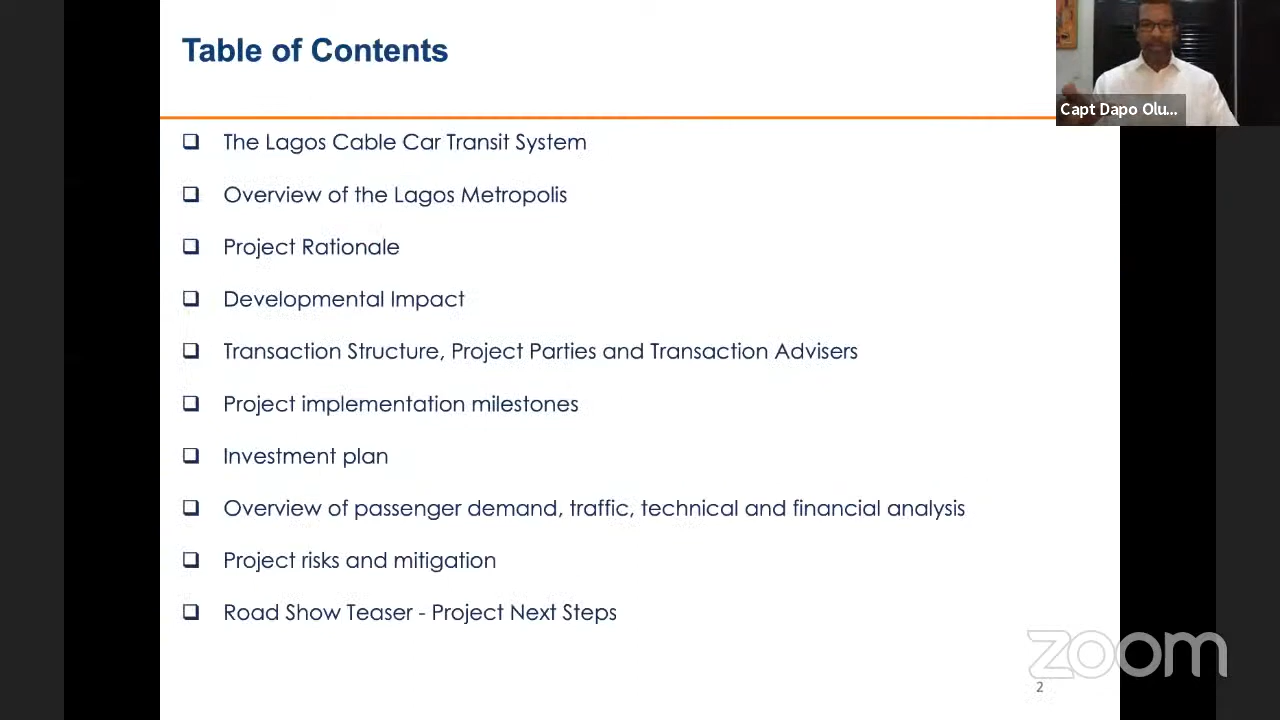 Table of Contents
Capt Dapo Olu...
The Lagos Cable Car Transit System
Overview of the Lagos Metropolis
Project Rationale
Developmental Impact
Transaction Structure, Project Parties and Transaction Advisers
Project implementation milestones
Investment plan
Overview of passenger demand, traffic, technical and financial analysis
Project risks and mitigation
Road Show Teaser - Project Next Steps
zoom
2